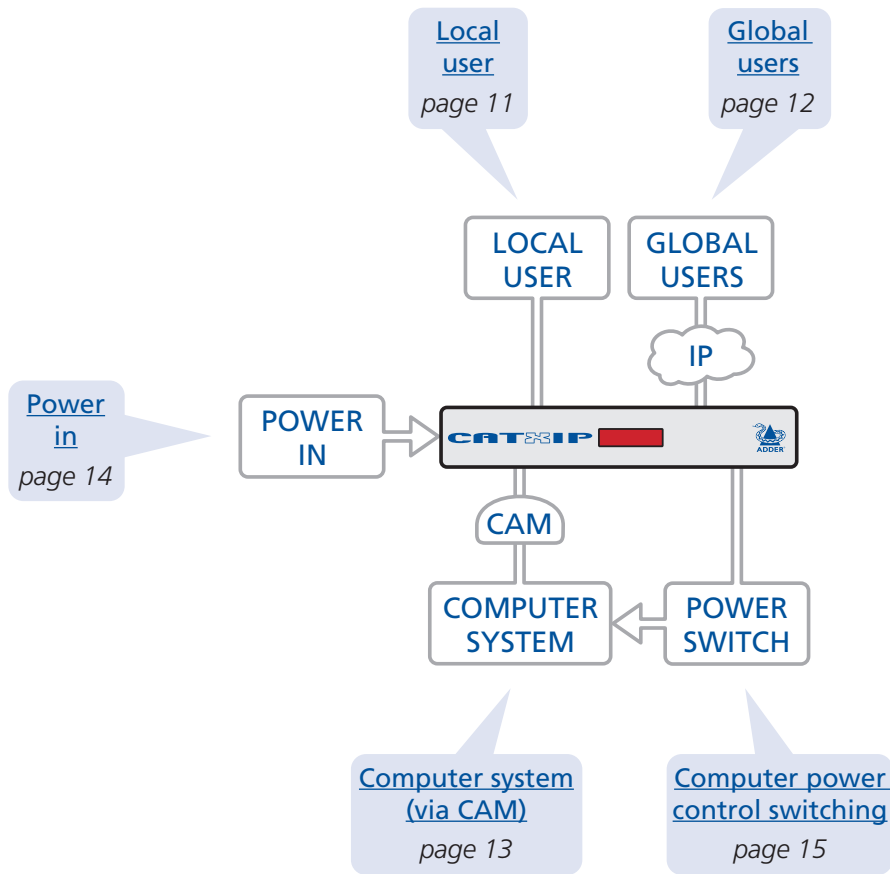 Local
user
page 11
Global
users
page 12
LOCAL
USER
GLOBAL
USERS
IP
Power
in
page 14
POWER
IN
CATXIP
ADDER
CAM
COMPUTER
SYSTEM
POWER
SWITCH
Computer system
(via CAM)
page 13
Computer power
control switching
page 15